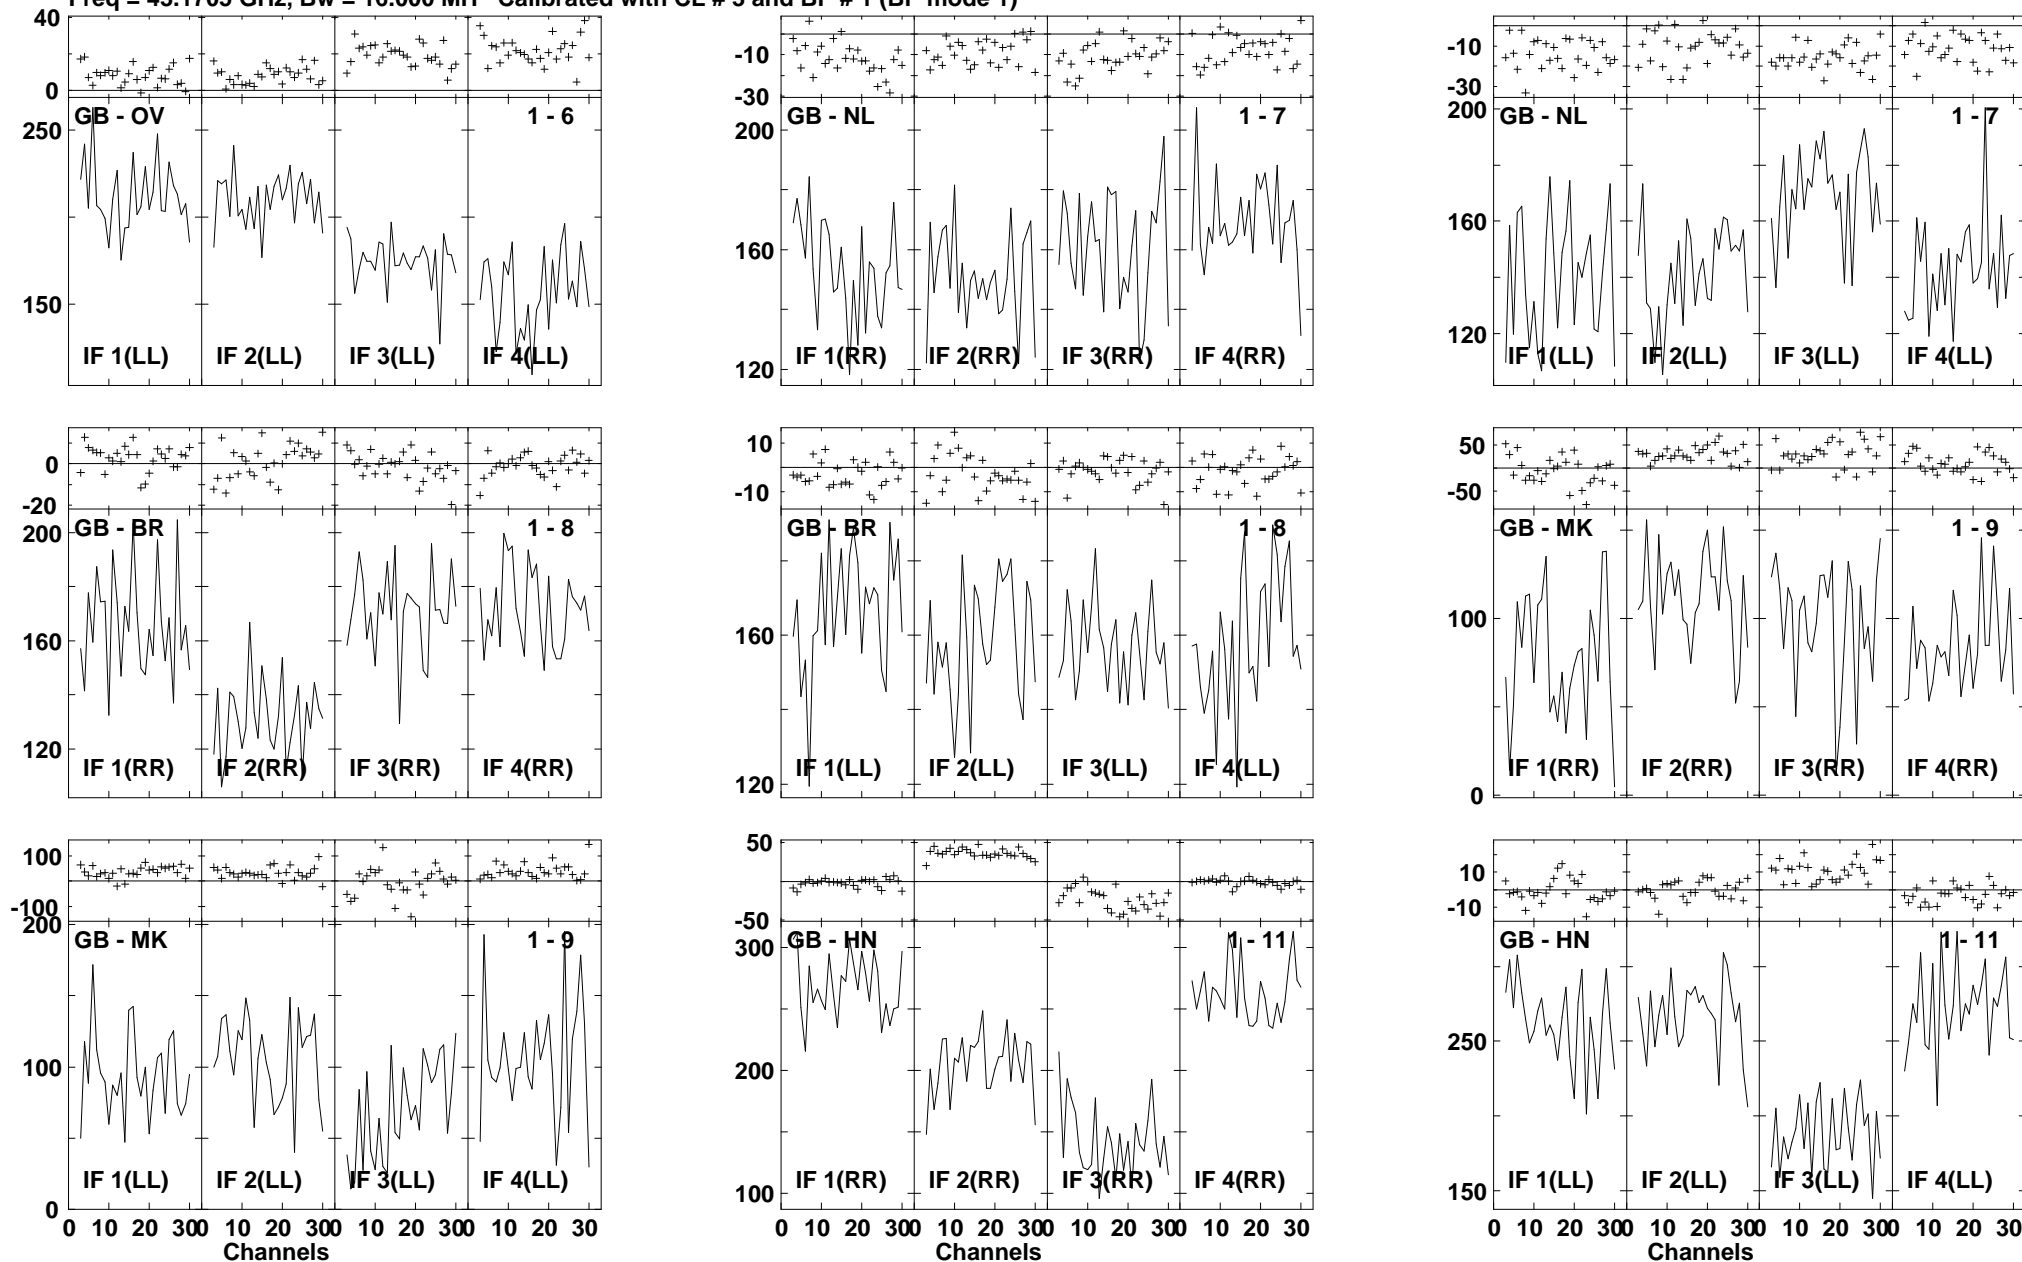 Calibrated with CL # 3 and BP # 1 (BP mode 1)
40
0
-10
-30
-10
-30
250
150
GB - OV
1 - 6
IF 1(LL)
IF 2(LL)
IF 3(LL)
IF 4(LL)
200
160
120
GB - NL
1 - 7
IF 1(RR)
IF 2(RR)
IF 3(RR)
IF 4(RR)
200
160
120
GB - NL
1 - 7
IF 1(LL)
IF 2(LL)
IF 3(LL)
IF 4(LL)
0
-20
10
-10
50
-50
200
160
120
GB - BR
1 - 8
IF 1(RR)
IF 2(RR)
IF 3(RR)
IF 4(RR)
160
120
GB - BR
1 - 8
IF 1(LL)
IF 2(LL)
IF 3(LL)
IF 4(LL)
100
0
GB - MK
1 - 9
IF 1(RR)
IF 2(RR)
IF 3(RR)
IF 4(RR)
100
-100
50
-50
10
-10
200
100
0
GB - MK
1 - 9
IF 1(LL)
IF 2(LL)
IF 3(LL)
IF 4(LL)
300
200
100
GB - HN
1 - 11
IF 1(RR)
IF 2(RR)
IF 3(RR)
IF 4(RR)
250
150
GB - HN
1 - 11
IF 1(LL)
IF 2(LL)
IF 3(LL)
IF 4(LL)
0 10 20 30 0 10 20 30 0 10 20 30 0 10 20 30
Channels
0 10 20 30 0 10 20 30 0 10 20 30 0 10 20 30
Channels
0 10 20 30 0 10 20 30 0 10 20 30 0 10 20 30
Channels